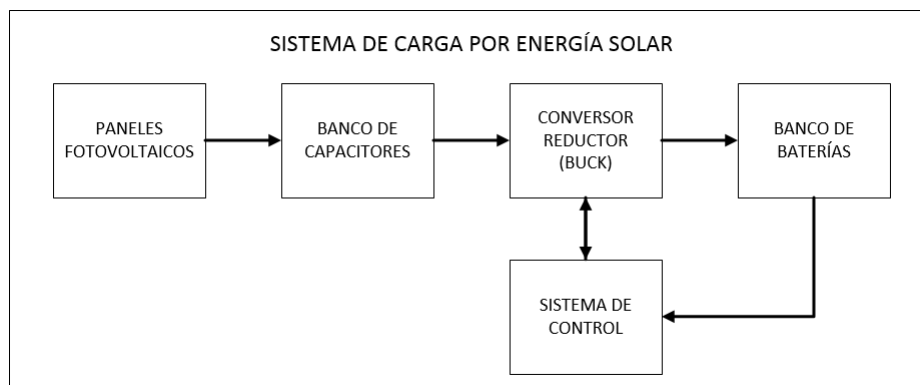 SISTEMA DE CARGA POR ENERGÍA SOLAR
PANELES
FOTOVOLTAICOS
BANCO DE
CAPACITORES
CONVERSOR
REDUCTOR
(BUCK)
BANCO DE
BATERÍAS
SISTEMA DE
CONTROL